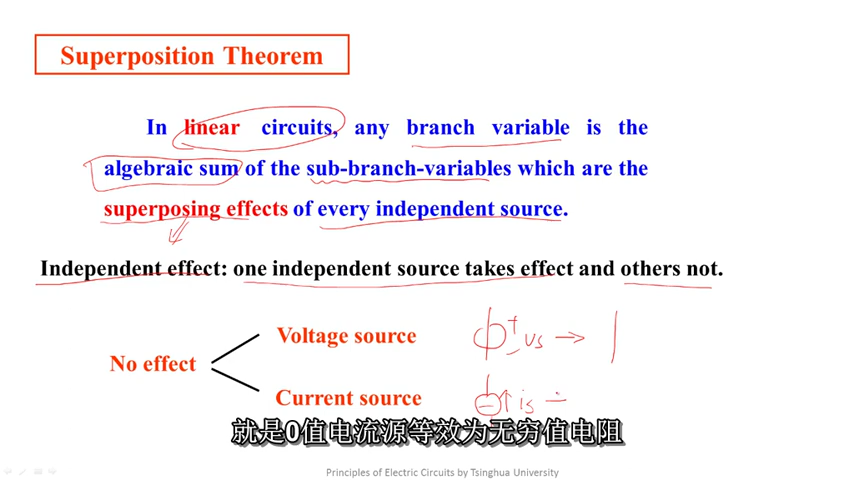 Superposition Theorem
In linear circuits, any branch variable is the
algebraic sum of the sub-branch-variables which are the
superposing effects of every independent source.
Independent effect: one independent source takes effect and others not.
Voltage source
+ vs →
-
No effect
Current source
is
就是0值电流源等效为无穷值电阻
Principles of Electric Circuits by Tsinghua University